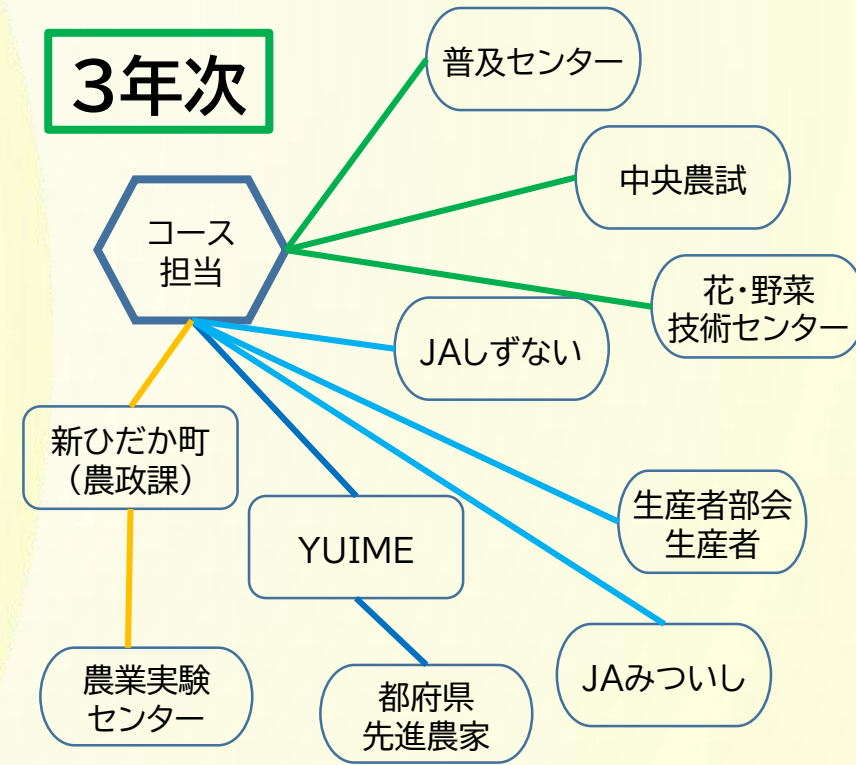 3年次
普及センター
中央農試
コース
担当
花・野菜
技術センター
JAしずない
新ひだか町
（農政課）
生産者部会
生産者
YUIME
農業実験
センター
都府県
先進農家
JAみついし